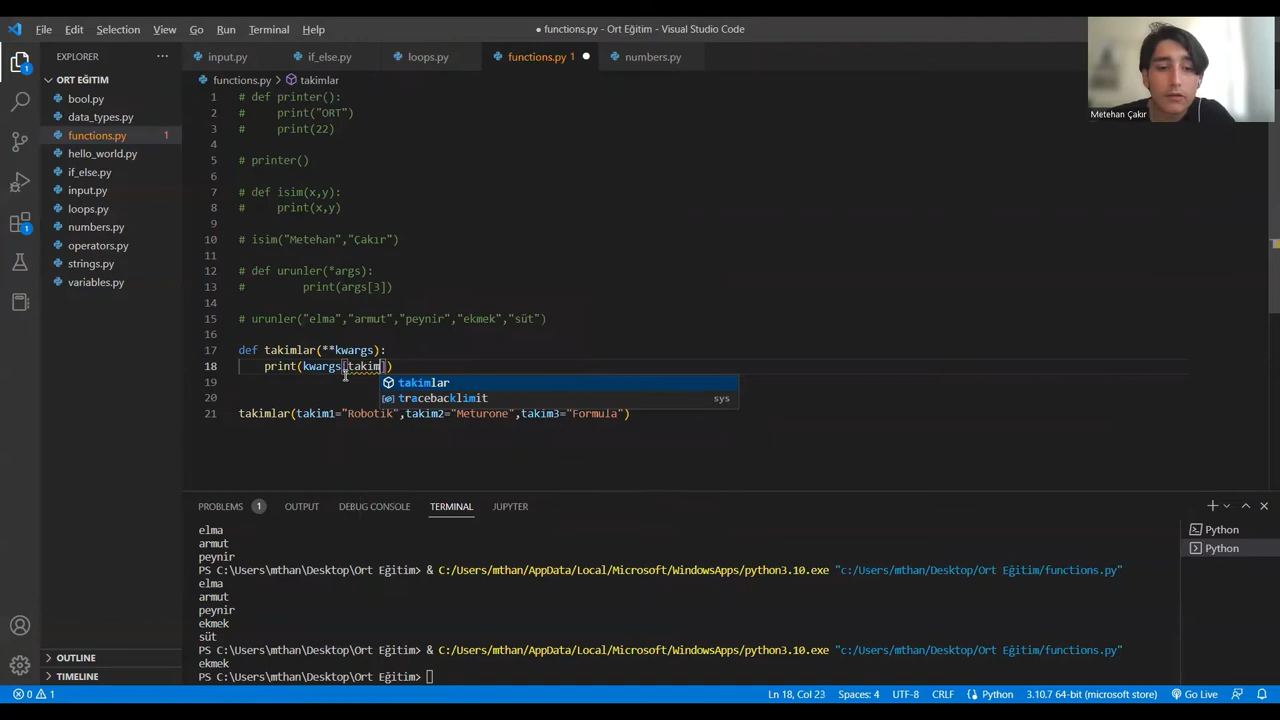 File Edit Selection View Go Run Terminal Help
● functions.py - Ort Eğitim - Visual Studio Code
EXPLORER
input.py if_else.py loops.py functions.py 1 numbers.py
ORT EĞITIM
functions.py takimlar
bool.py
data_types.py
functions.py 1
hello_world.py
if_else.py
input.py
loops.py
numbers.py
operators.py
strings.py
variables.py
OUTLINE
TIMELINE
1 # def printer():
2 # print("ORT")
3 # print(22)
4
5 # printer()
6
7 # def isim(x,y):
8 # print(x,y)
9
10 # isim("Metehan","Çakır")
11
12 # def urunler(*args):
13 # print(args[3])
14
15 # urunler("elma","armut","peynir","ekmek","süt")
16
17 def takimlar(**kwargs):
18 print(kwargs[takim])
19
20
21 takimlar(takim1="Robotik",takim2="Meturone",takim3="Formula")
takimlar
tracebacklimit sys
Metehan Çakır
PROBLEMS 1 OUTPUT DEBUG CONSOLE TERMINAL JUPYTER
elma
armut
peynir
PS C:\Users\mthan\Desktop\Ort Eğitim> & C:/Users/mthan/AppData/Local/Microsoft/WindowsApps/python3.10.exe "c:/Users/mthan/Desktop/Ort Eğitim/functions.py"
elma
armut
peynir
ekmek
süt
PS C:\Users\mthan\Desktop\Ort Eğitim> & C:/Users/mthan/AppData/Local/Microsoft/WindowsApps/python3.10.exe "c:/Users/mthan/Desktop/Ort Eğitim/functions.py"
ekmek
PS C:\Users\mthan\Desktop\Ort Eğitim>
Python
Python
0 1 Ln 18, Col 23 Spaces: 4 UTF-8 CRLF Python 3.10.7 64-bit (microsoft store) Go Live